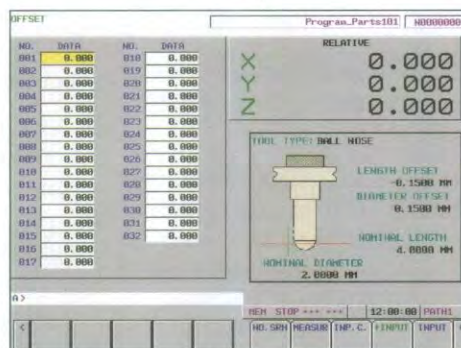 OFFSET
Program_Parts101 N0000000
NO. DATA NO. DATA
001 0.000 018 0.000
002 0.000 019 0.000
003 0.000 020 0.000
004 0.000 021 0.000
005 0.000 022 0.000
006 0.000 023 0.000
007 0.000 024 0.000
008 0.000 025 0.000
009 0.000 026 0.000
010 0.000 027 0.000
011 0.000 028 0.000
012 0.000 029 0.000
013 0.000 030 0.000
014 0.000 031 0.000
015 0.000 032 0.000
016 0.000
017 0.000
RELATIVE
X 0.000
Y 0.000
Z 0.000
TOOL TYPE: BALL NOSE
LENGTH OFFSET
-0.1500 MM
DIAMETER OFFSET
0.1500 MM
NOMINAL LENGTH
4.0000 MM
NOMINAL DIAMETER
2.0000 MM
A>
MEM STOP *** *** 12:00:00 PATH1
< NO. SRH MEASUR INP.C. +INPUT INPUT